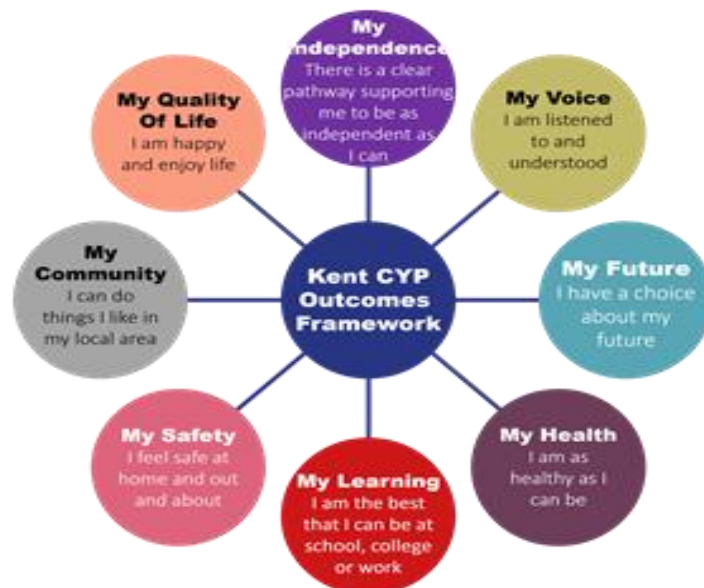 My
Independence
There is a clear
pathway supporting
me to be as
independent as
I can
My Voice
I am listened
to and
understood
My Future
I have a choice
about my
future
My Health
I am as
healthy as I
can be
My Learning
I am the best
that I can be at
school, college
or work
My Safety
I feel safe at
home and out
and about
My
Community
I can do
things I like in
my local area
My Quality
Of Life
I am happy
and enjoy life
Kent CYP
Outcomes
Framework